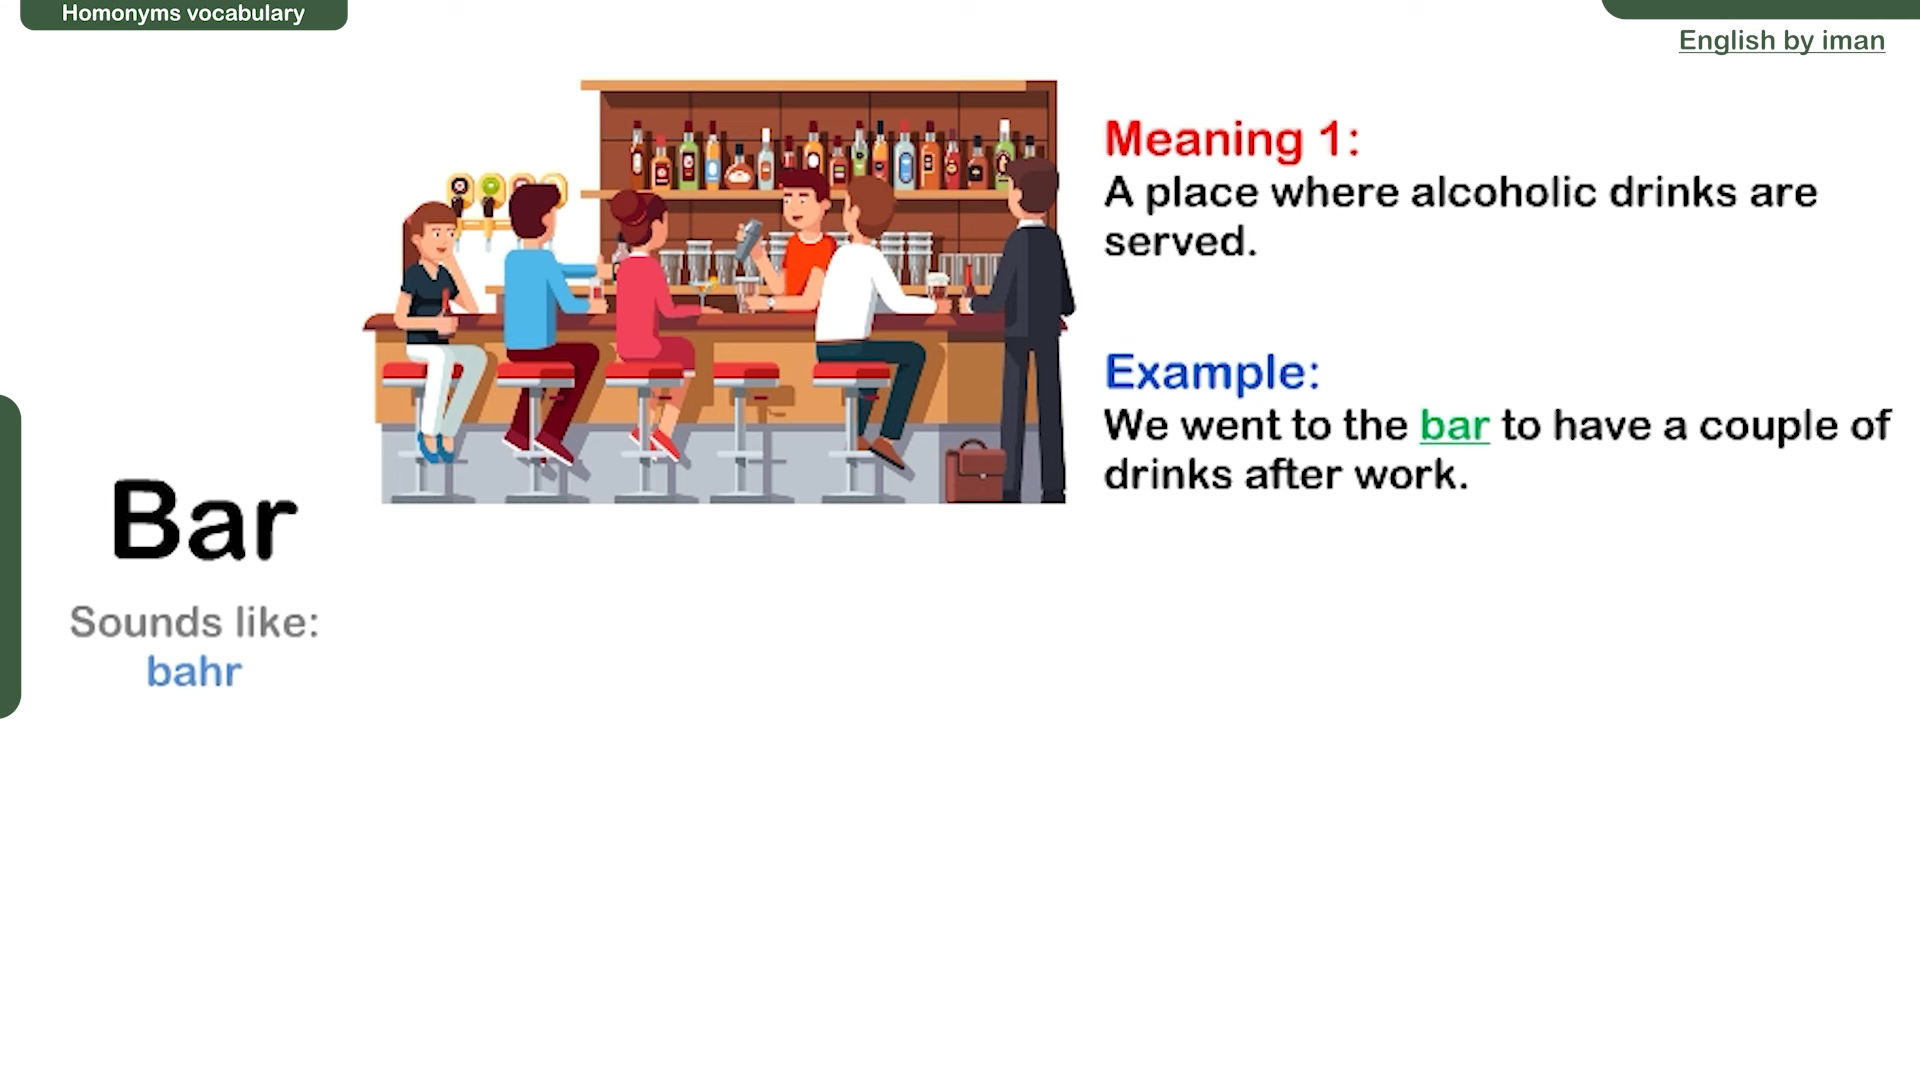 Homonyms vocabulary
English by iman
Meaning 1:
A place where alcoholic drinks are
served.
Example:
We went to the bar to have a couple of
drinks after work.
Bar
Sounds like:
bahr